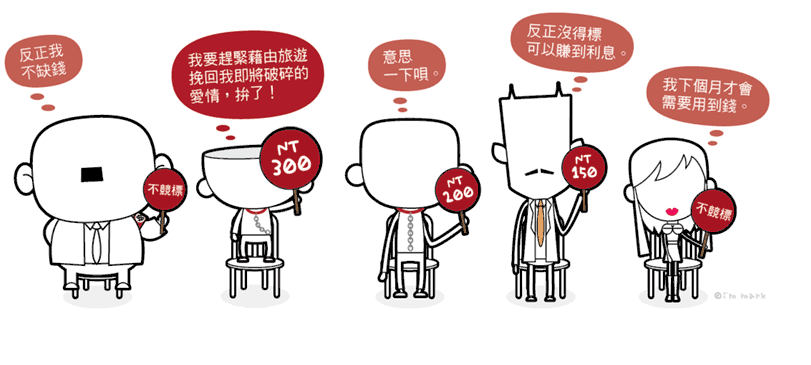 反正我
不缺錢
我要趕緊藉由旅遊
挽回我即將破碎的
愛情，拚了！
意思
一下唄。
反正沒得標
可以賺到利息。
我下個月才會
需要用到錢。
不競標
NT
300
NT
200
NT
150
不競標
©i'm mark